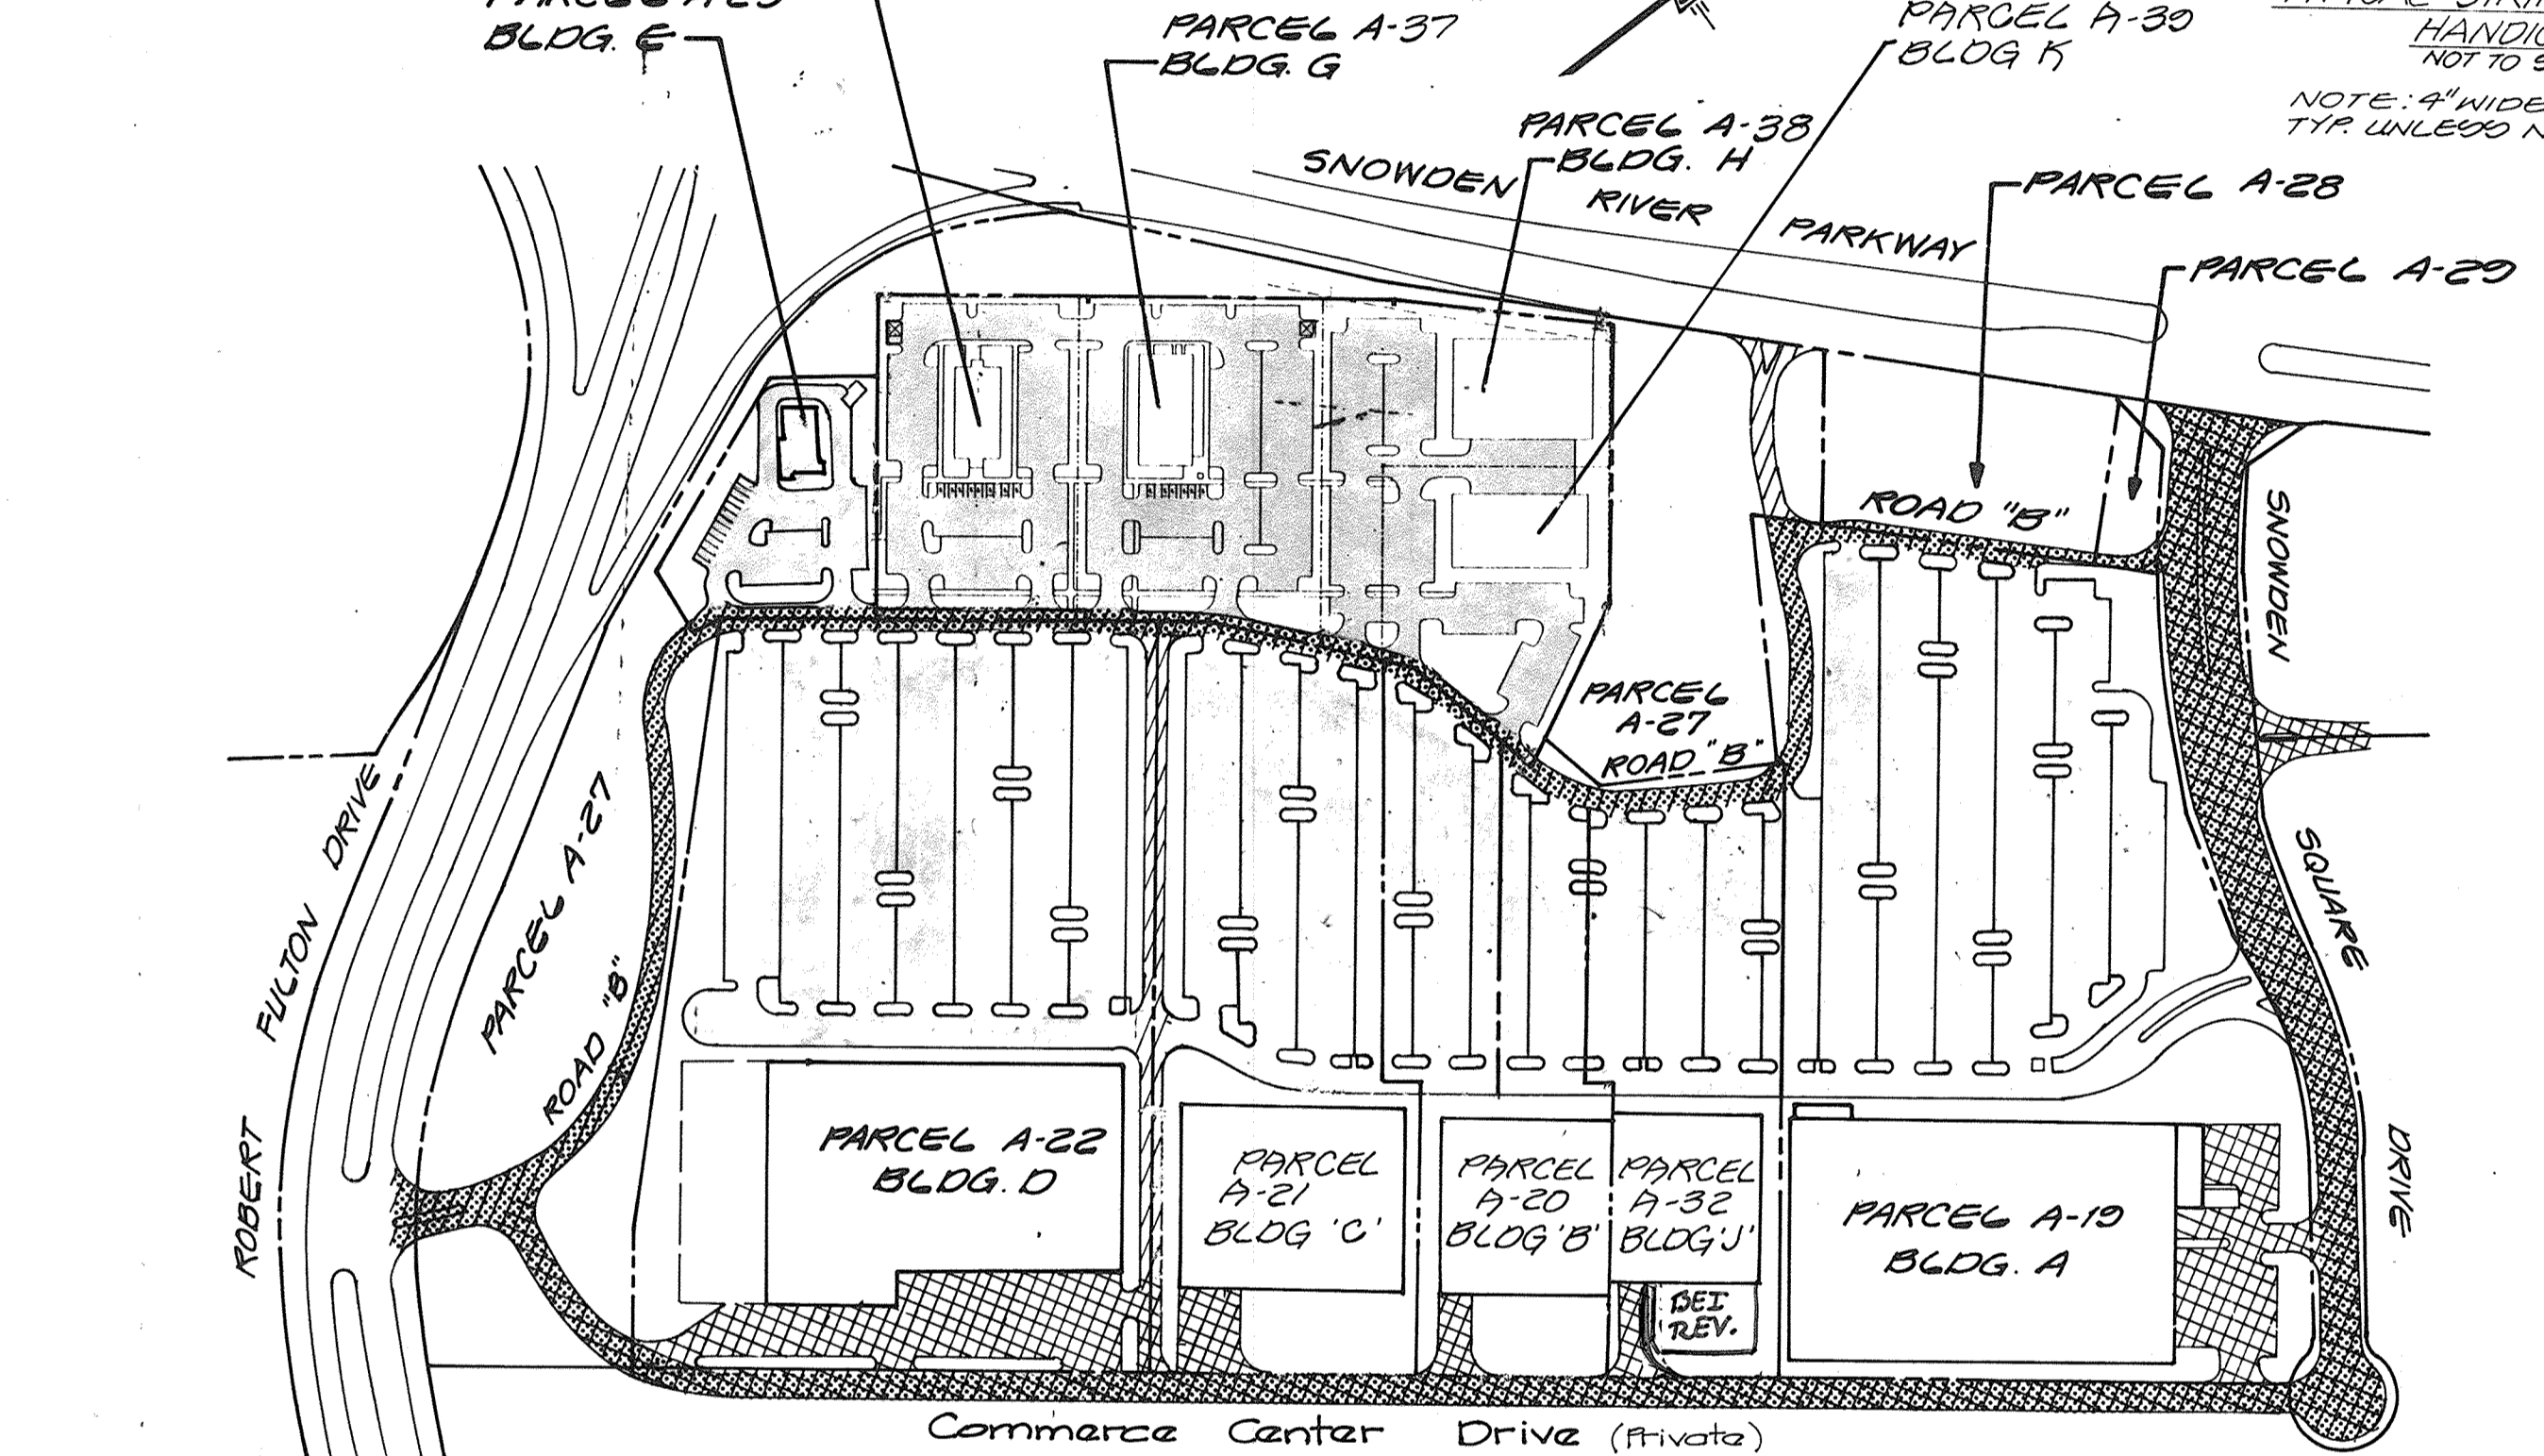 BLDG. E
PARCEL A-37
BLDG. G
PARCEL A-39
BLDG K
HANDIC
NOT TO S
NOTE: 4" WIDE
TYP. UNLESS N
PARCEL A-38
BLDG. H
SNOWDEN
RIVER
PARKWAY
PARCEL A-28
PARCEL A-29
ROAD "B"
SNOWDEN
PARCEL
A-27
ROAD "B"
SQUARE
DRIVE
ROBERT
FULTON
DRIVE
PARCEL A-27
ROAD "B"
PARCEL A-22
BLDG. D
PARCEL
A-21
BLDG 'C'
PARCEL
A-20
BLDG 'B'
PARCEL
A-32
BLDG 'J'
PARCEL A-19
BLDG. A
BEI
REV.
Commerce Center Drive (Private)